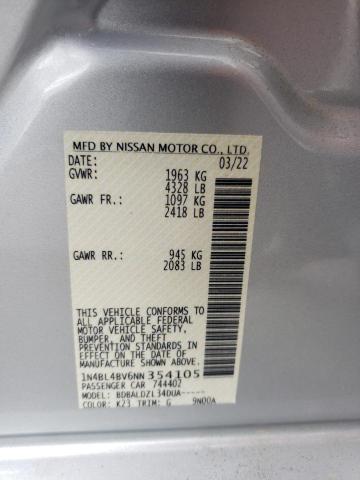 MFD BY NISSAN MOTOR CO., LTD.
DATE: 03/22
GVWR: 1963 KG
4328 LB
GAWR FR.: 1097 KG
2418 LB
GAWR RR.: 945 KG
2083 LB
THIS VEHICLE CONFORMS TO
ALL APPLICABLE FEDERAL
MOTOR VEHICLE SAFETY,
BUMPER, AND THEFT
PREVENTION STANDARDS IN
EFFECT ON THE DATE OF
MANUFACTURE SHOWN ABOVE.
1N4BL4BV6NN354105
PASSENGER CAR 744402
MODEL: BDBALDZL34DUA-----
COLOR: K23 TRIM: G 9N00A